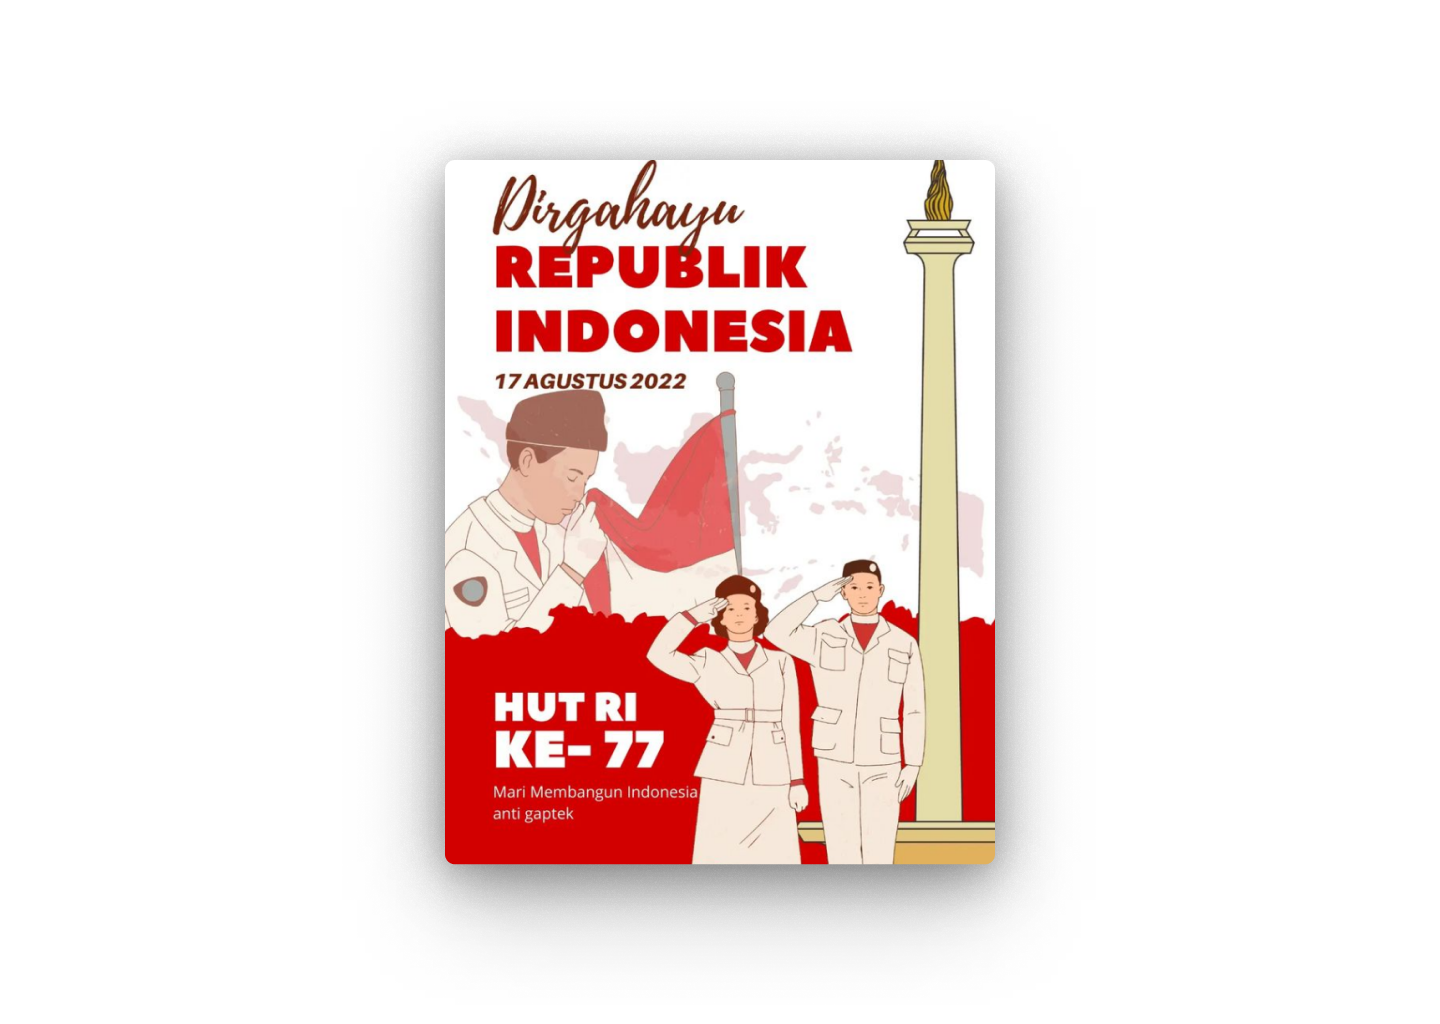 Dirgahayu
REPUBLIK
INDONESIA
17 AGUSTUS 2022
HUT RI
KE- 77
Mari Membangun Indonesia
anti gaptek